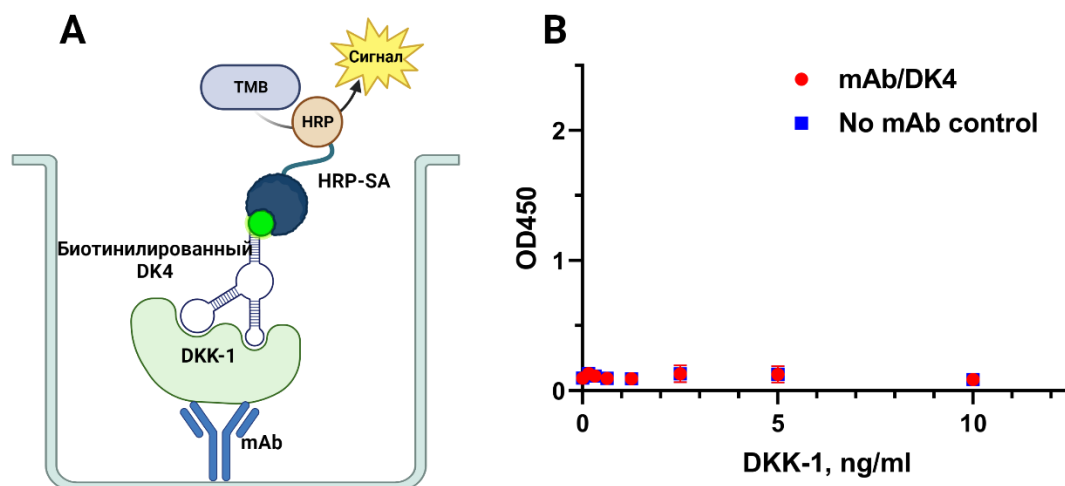 A
Сигнал
TMB
HRP
HRP-SA
Биотинилированный
DK4
DKK-1
mAb
B
mAb/DK4
No mAb control
2
1
0
OD450
0
5
10
DKK-1, ng/ml